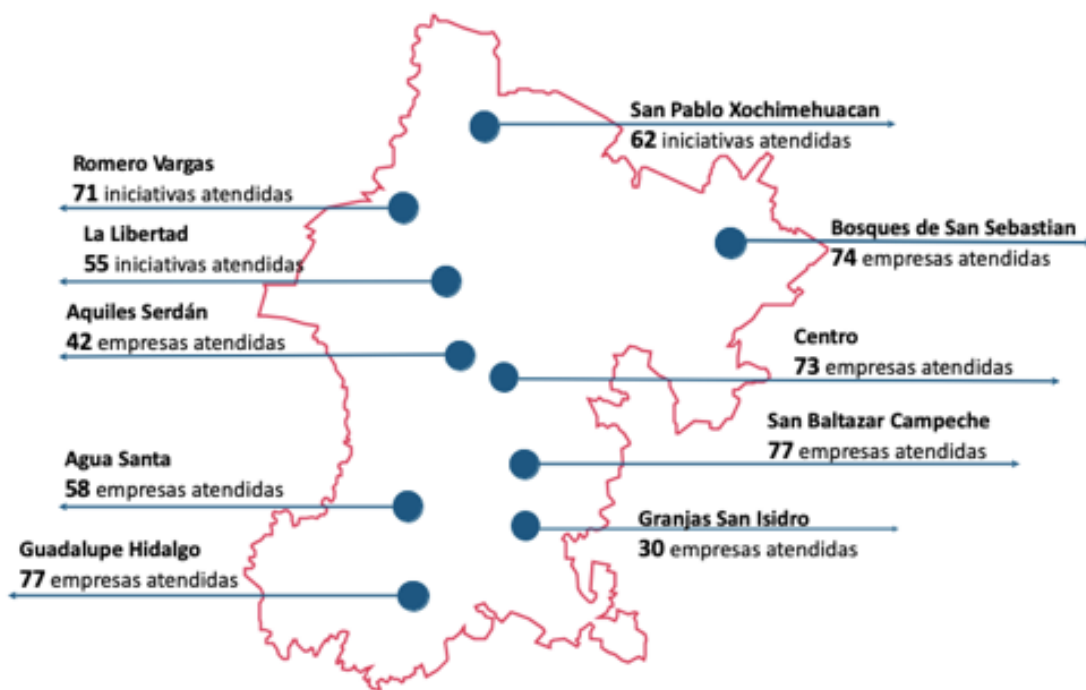 San Pablo Xochimehuacan
62 iniciativas atendidas
Romero Vargas
71 iniciativas atendidas
La Libertad
55 iniciativas atendidas
Bosques de San Sebastian
74 empresas atendidas
Aquiles Serdán
42 empresas atendidas
Centro
73 empresas atendidas
San Baltazar Campeche
77 empresas atendidas
Agua Santa
58 empresas atendidas
Granjas San Isidro
30 empresas atendidas
Guadalupe Hidalgo
77 empresas atendidas